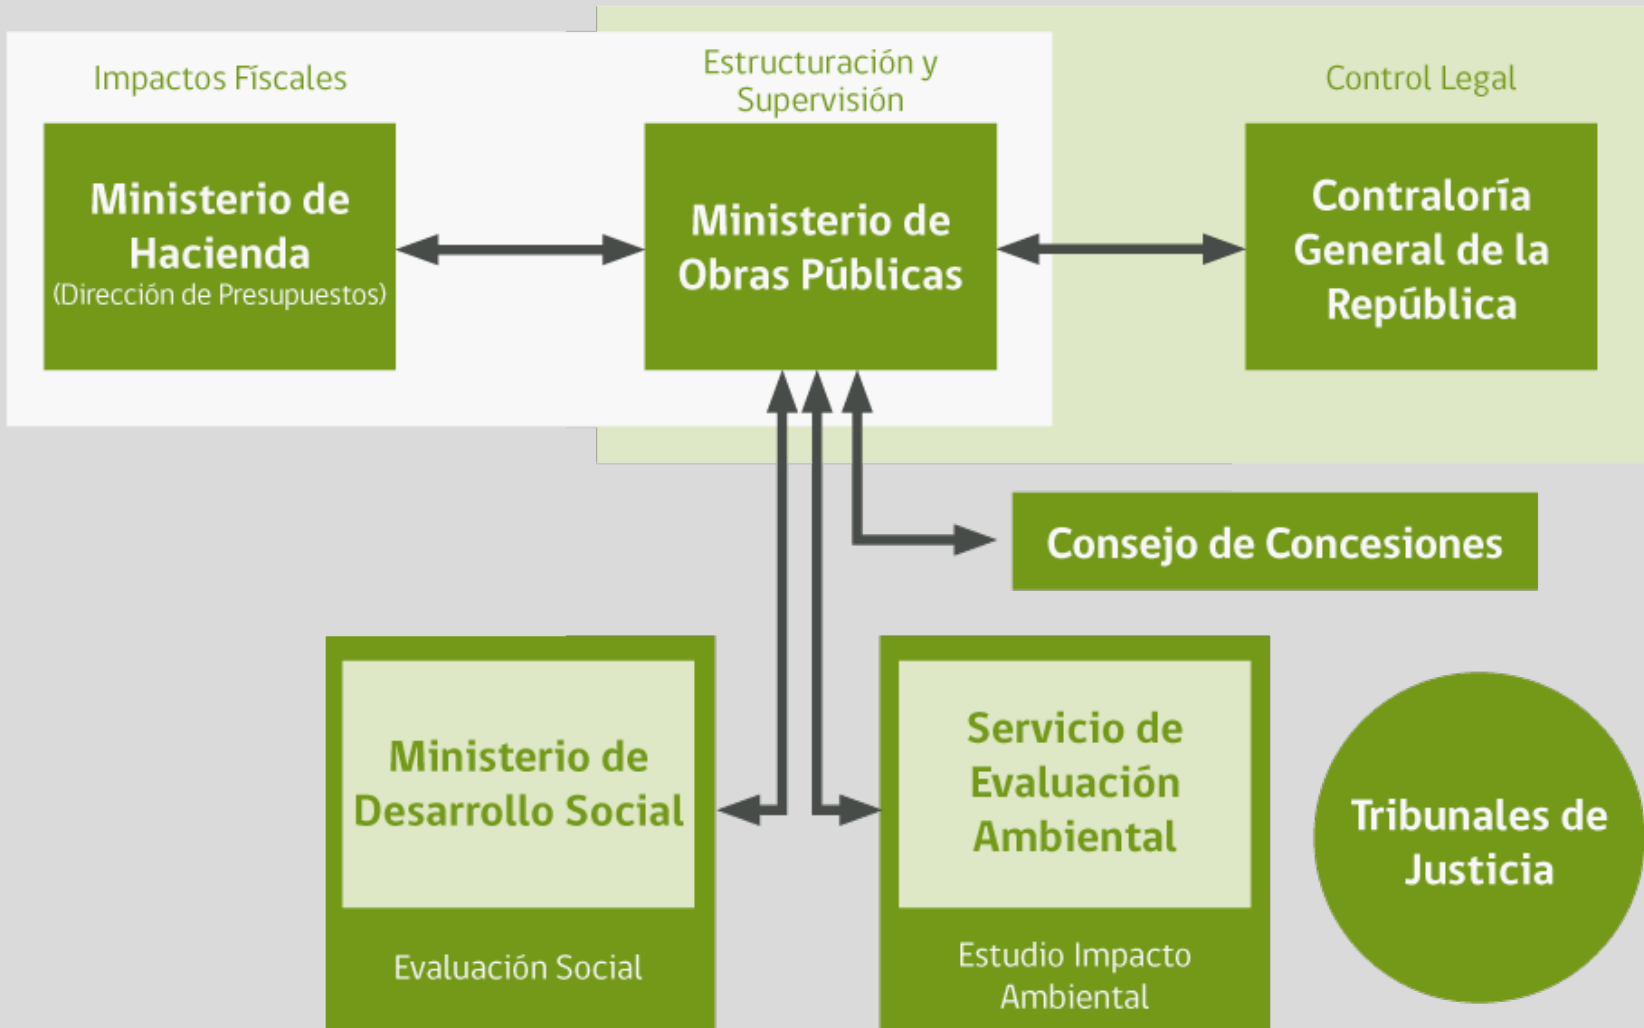 Impactos Físcales
Estructuración y
Supervisión
Control Legal
Ministerio de
Hacienda
(Dirección de Presupuestos)
Ministerio de
Obras Públicas
Contraloría
General de la
República
Consejo de Concesiones
Ministerio de
Desarrollo Social
Evaluación Social
Servicio de
Evaluación
Ambiental
Estudio Impacto
Ambiental
Tribunales de
Justicia